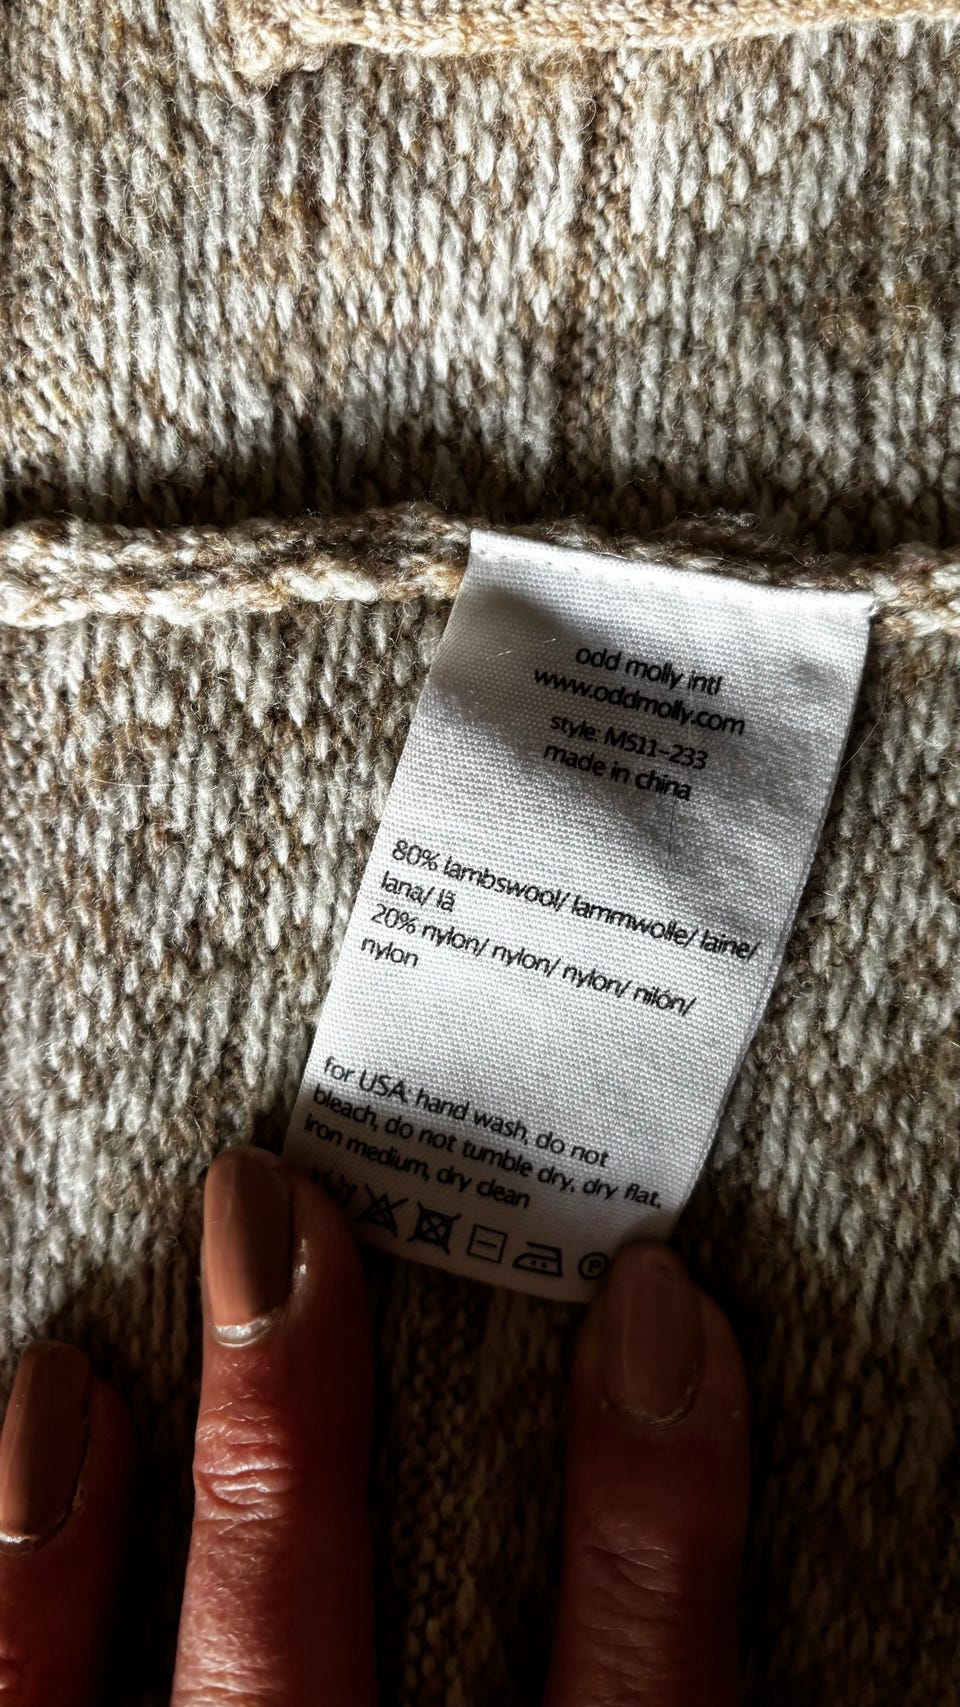 odd molly intl
www.oddmolly.com
style: M511-233
made in china
80% lambswool/ lammwolle/ laine/
lana/ lã
20% nylon/ nylon/ nylon/ nilón/
nylon
for USA: hand wash, do not
bleach, do not tumble dry, dry flat,
iron medium, dry clean
P